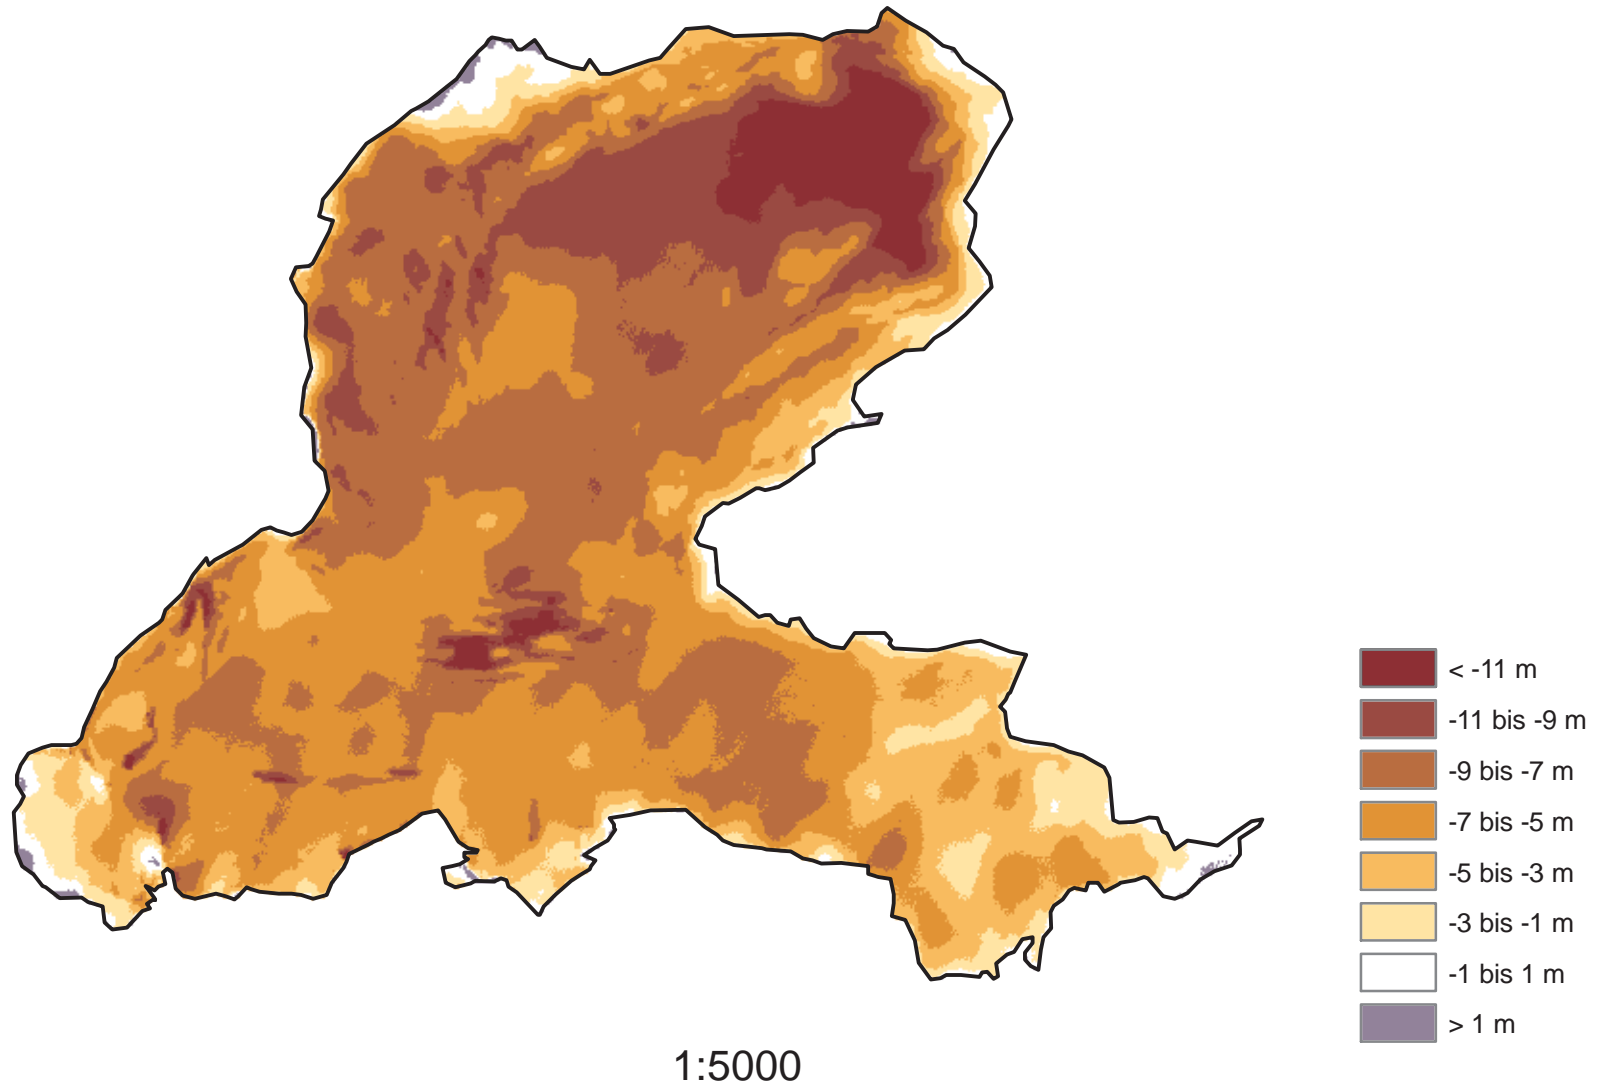 < -11 m
-11 bis -9 m
-9 bis -7 m
-7 bis -5 m
-5 bis -3 m
-3 bis -1 m
-1 bis 1 m
> 1 m
1:5000